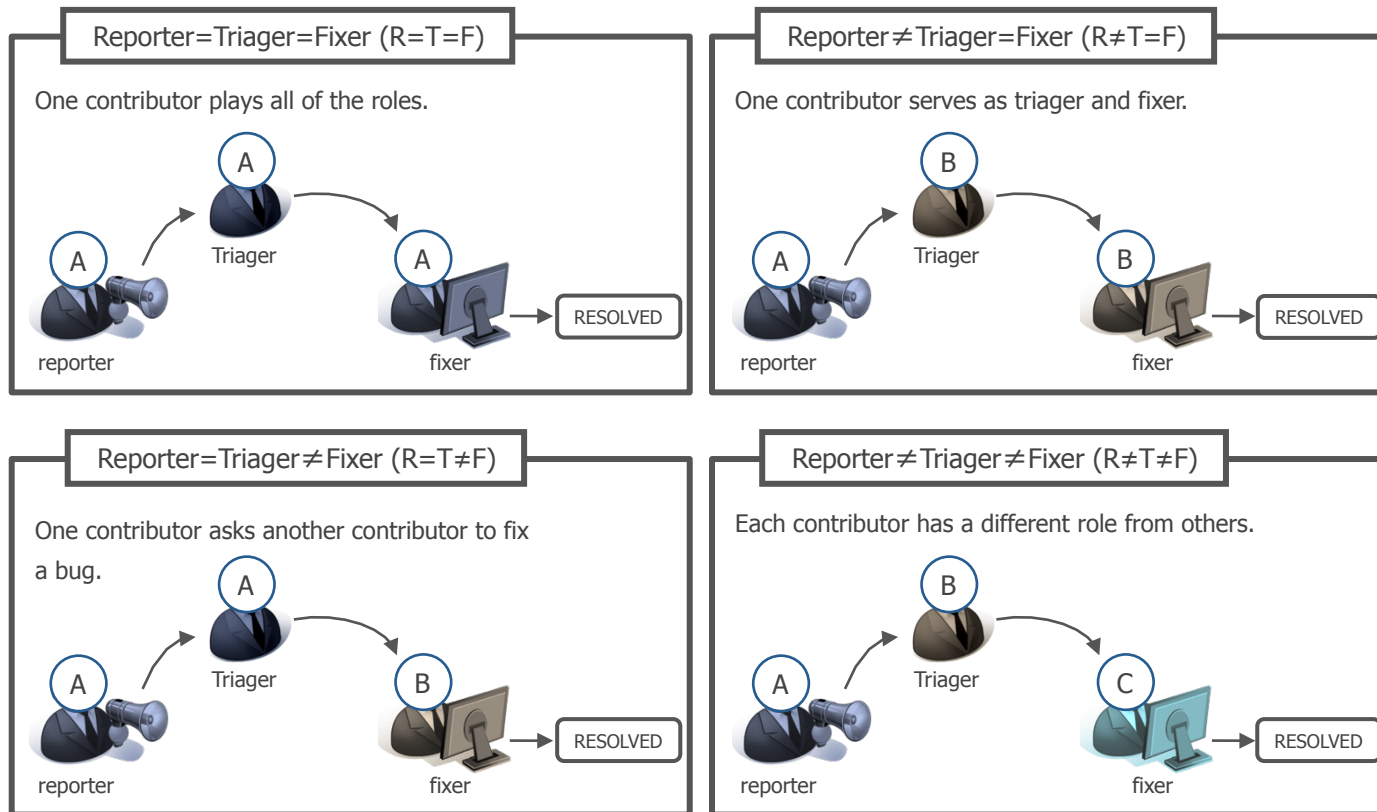 Reporter=Triager=Fixer (R=T=F)
One contributor plays all of the roles.
A
Triager
A
reporter
A
fixer
RESOLVED
Reporter≠Triager=Fixer (R≠T=F)
One contributor serves as triager and fixer.
B
Triager
A
reporter
B
fixer
RESOLVED
Reporter=Triager≠Fixer (R=T≠F)
One contributor asks another contributor to fix
a bug.
A
Triager
A
reporter
B
fixer
RESOLVED
Reporter≠Triager≠Fixer (R≠T≠F)
Each contributor has a different role from others.
B
Triager
A
reporter
C
fixer
RESOLVED